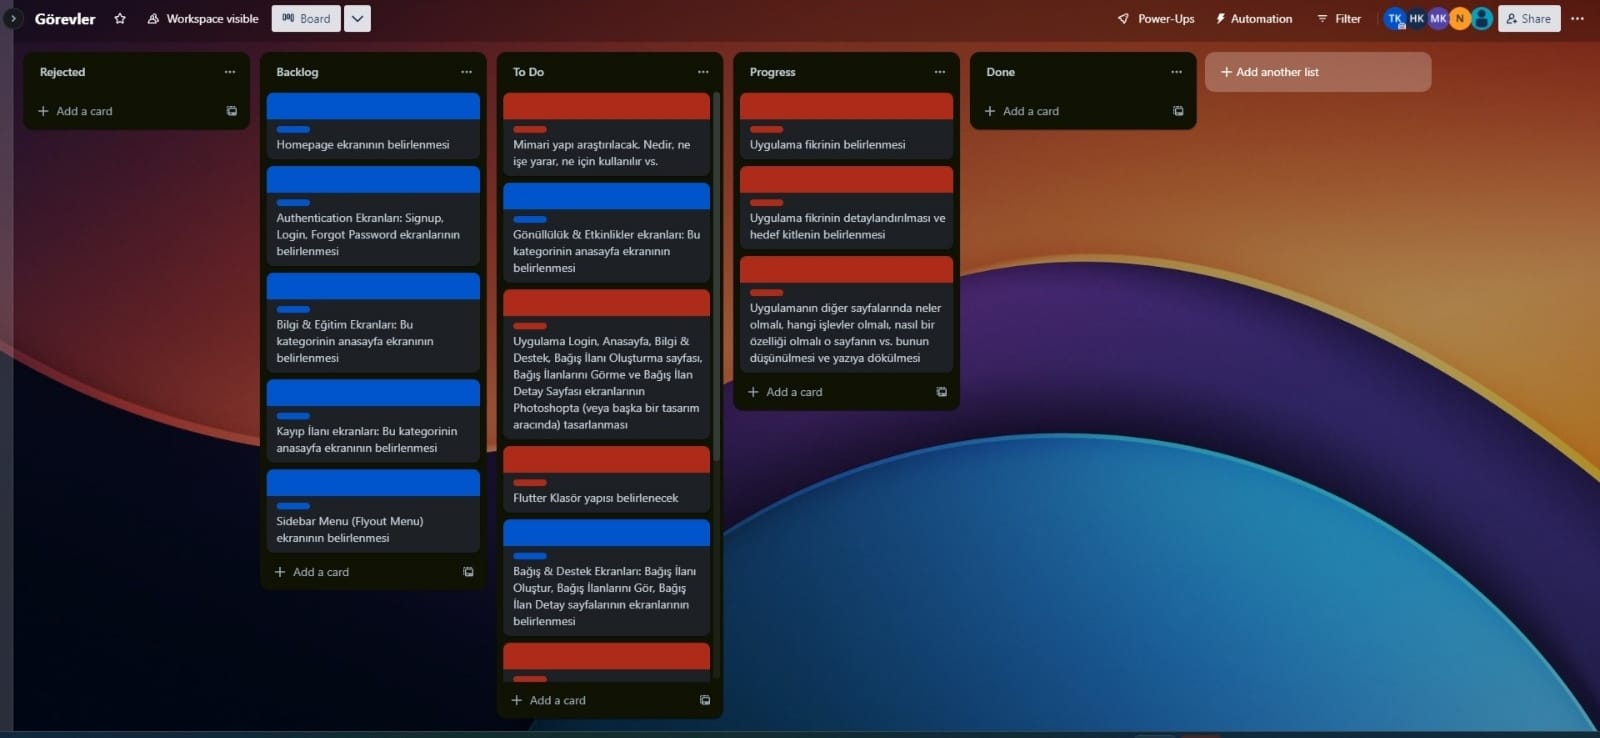 Görevler
Workspace visible
Board
Power-Ups
Automation
Filter
TK
HK
MK
N
Share
Rejected
Add a card
Backlog
Homepage ekranının belirlenmesi
Authentication Ekranları: Signup,
Login, Forgot Password ekranlarının
belirlenmesi
Bilgi & Eğitim Ekranları: Bu
kategorinin anasayfa ekranının
belirlenmesi
Kayıp İlanı ekranları: Bu kategorinin
anasayfa ekranının belirlenmesi
Sidebar Menu (Flyout Menu)
ekranının belirlenmesi
Add a card
To Do
Mimari yapı araştırılacak. Nedir, ne
işe yarar, ne için kullanılır vs.
Gönüllülük & Etkinlikler ekranları: Bu
kategorinin anasayfa ekranının
belirlenmesi
Uygulama Login, Anasayfa, Bilgi &
Destek, Bağış İlanı Oluşturma sayfası,
Bağış İlanlarını Görme ve Bağış İlan
Detay Sayfası ekranlarının
Photoshopta (veya başka bir tasarım
aracında) tasarlanması
Flutter Klasör yapısı belirlenecek
Bağış & Destek Ekranları: Bağış İlanı
Oluştur, Bağış İlanlarını Gör, Bağış
İlan Detay sayfalarının ekranlarının
belirlenmesi
Add a card
Progress
Uygulama fikrinin belirlenmesi
Uygulama fikrinin detaylandırılması ve
hedef kitlenin belirlenmesi
Uygulamanın diğer sayfalarında neler
olmalı, hangi işlevler olmalı, nasıl bir
özelliği olmalı o sayfanın vs. bunun
düşünülmesi ve yazıya dökülmesi
Add a card
Done
Add a card
Add another list